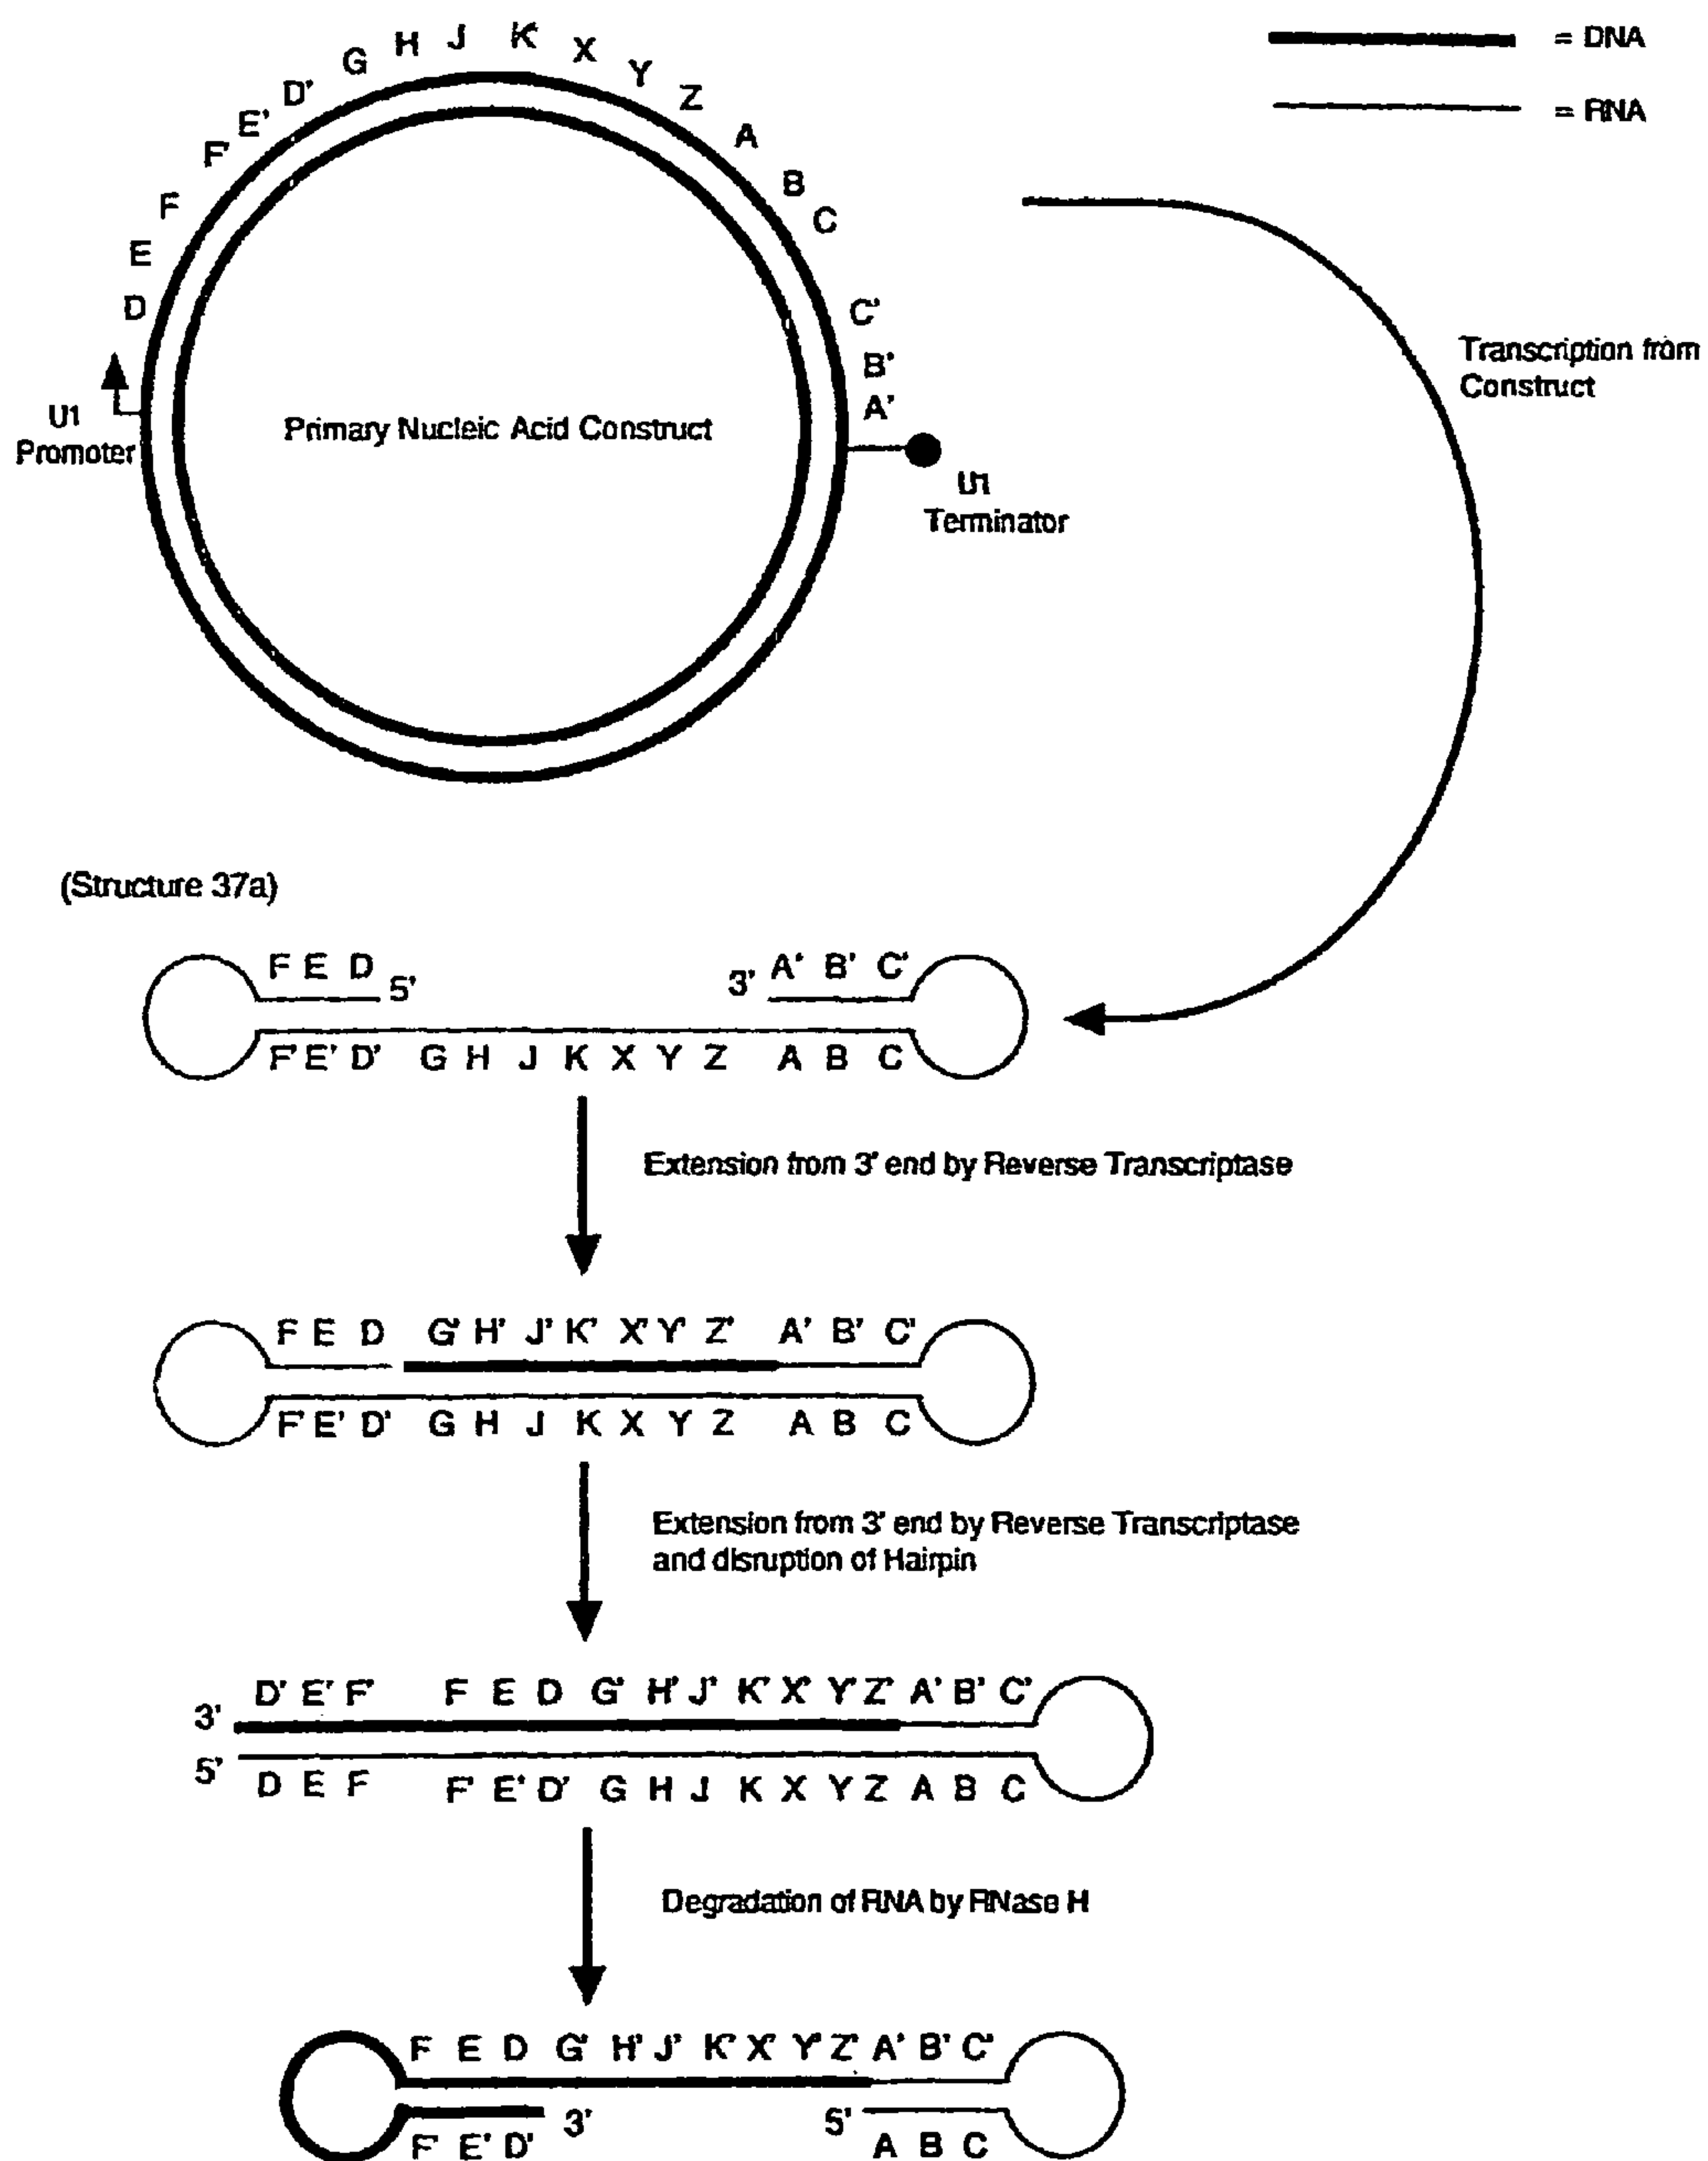 D E F F' E' D' G H J K X Y Z A B C C' B' A'
= DNA
= RNA
Transcription from
Construct
U1
Promoter
Primary Nucleic Acid Construct
U1
Terminator
(Structure 37a)
F E D 5' 3' A' B' C'
F' E' D' G H J K X Y Z A B C
Extension from 3' end by Reverse Transcriptase
F E D G' H' J' K' X' Y' Z' A' B' C'
F' E' D' G H J K X Y Z A B C
Extension from 3' end by Reverse Transcriptase
and disruption of Hairpin
D' E' F' F E D G' H' J' K' X' Y' Z' A' B' C'
3'
5'
D E F F' E' D' G H J K X Y Z A B C
Degradation of RNA by RNase H
F E D G' H' J' K' X' Y' Z' A' B' C'
3' 5'
F' E' D' A B C